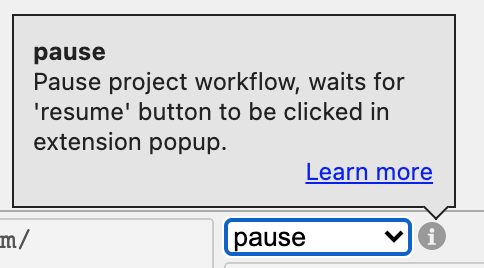 pause
Pause project workflow, waits for
'resume' button to be clicked in
extension popup.
Learn more
m/
pause